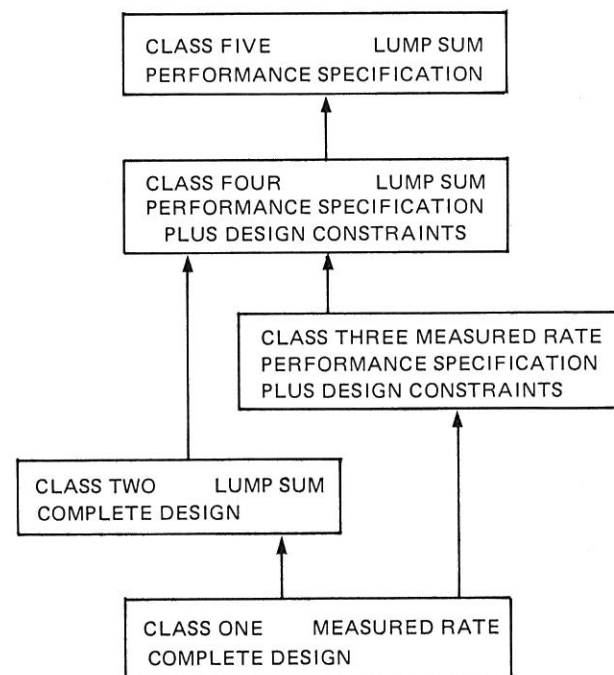 CLASS FIVE LUMP SUM
PERFORMANCE SPECIFICATION
CLASS FOUR LUMP SUM
PERFORMANCE SPECIFICATION
PLUS DESIGN CONSTRAINTS
CLASS THREE MEASURED RATE
PERFORMANCE SPECIFICATION
PLUS DESIGN CONSTRAINTS
CLASS TWO LUMP SUM
COMPLETE DESIGN
CLASS ONE MEASURED RATE
COMPLETE DESIGN